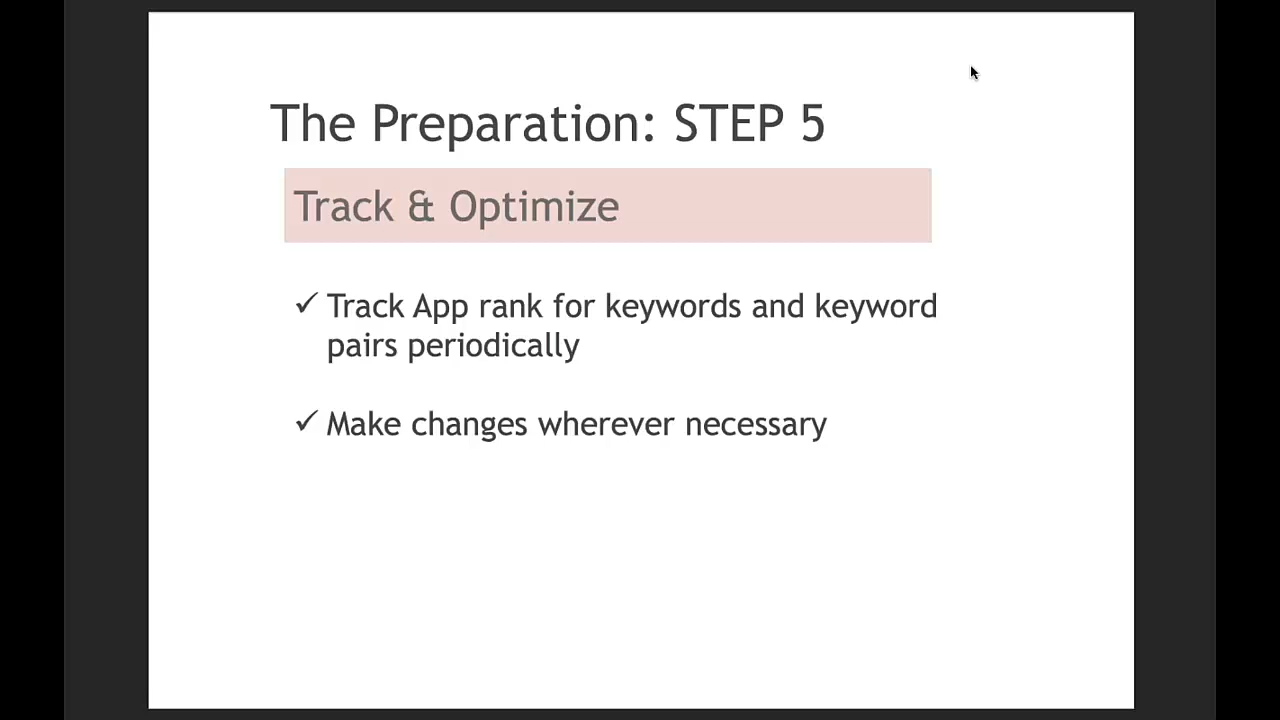 The Preparation: STEP 5
Track & Optimize
✓ Track App rank for keywords and keyword
pairs periodically
✓ Make changes wherever necessary